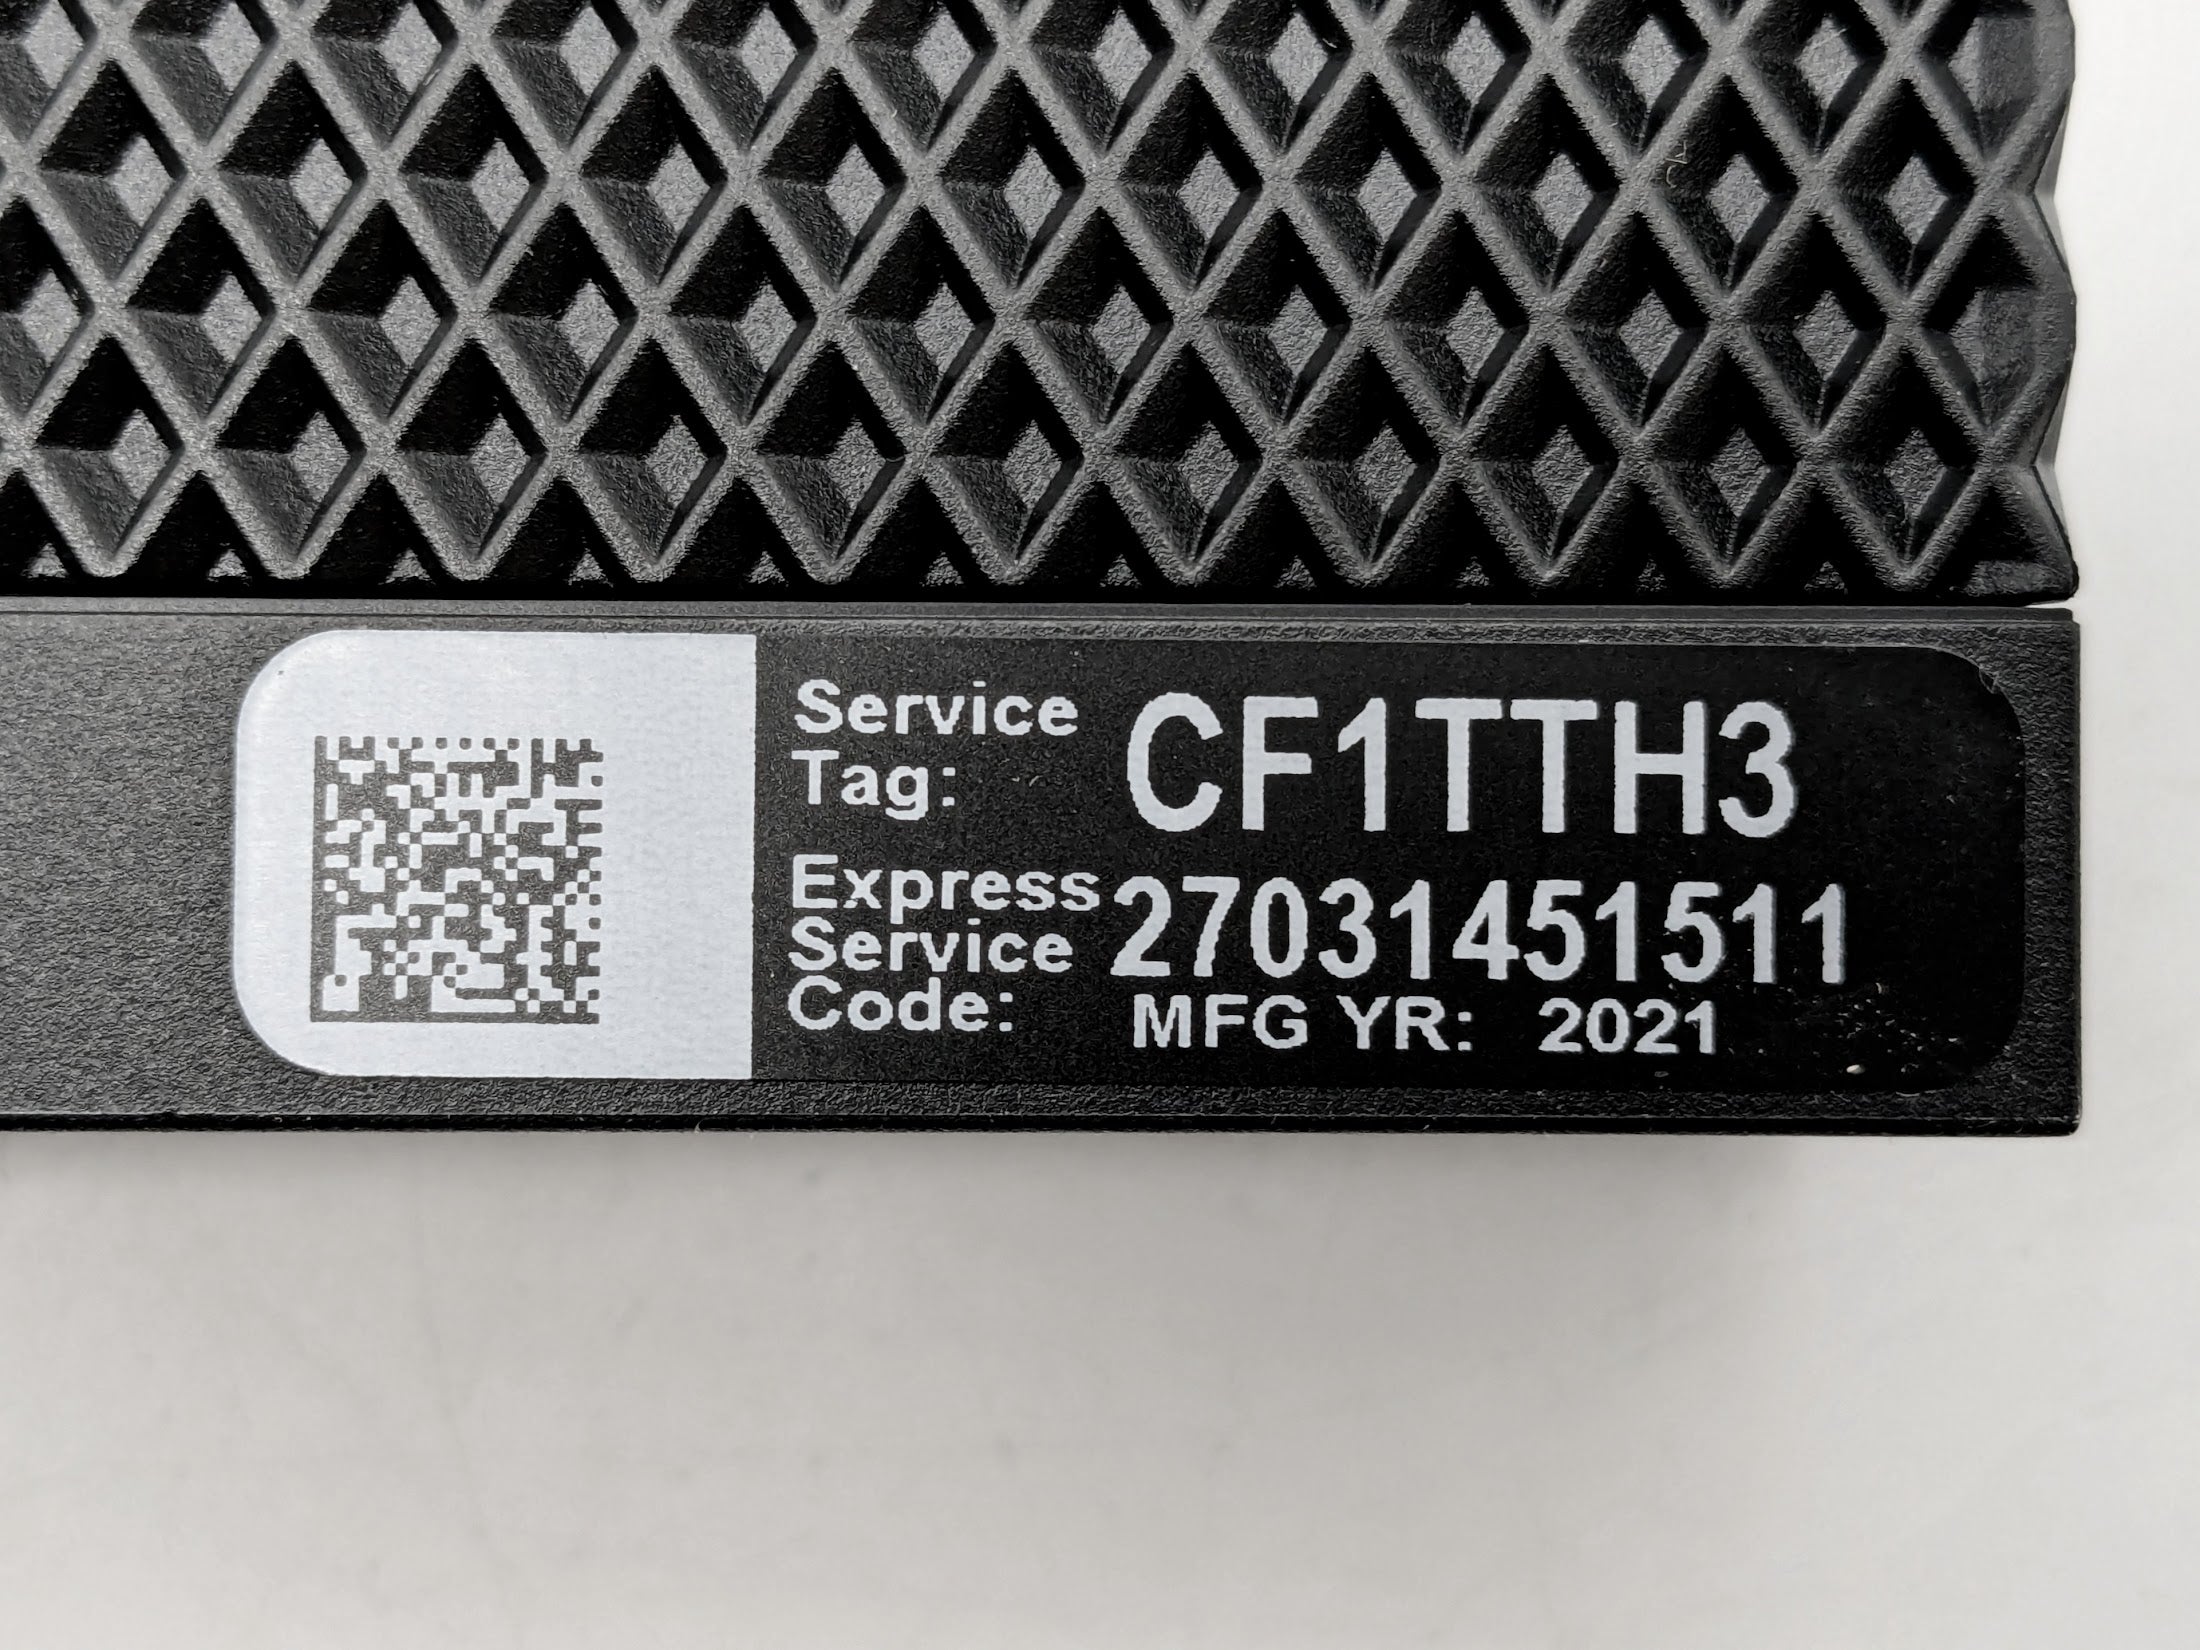 Service
Tag: CF1TTH3
Express
Service 27031451511
Code: MFG YR: 2021